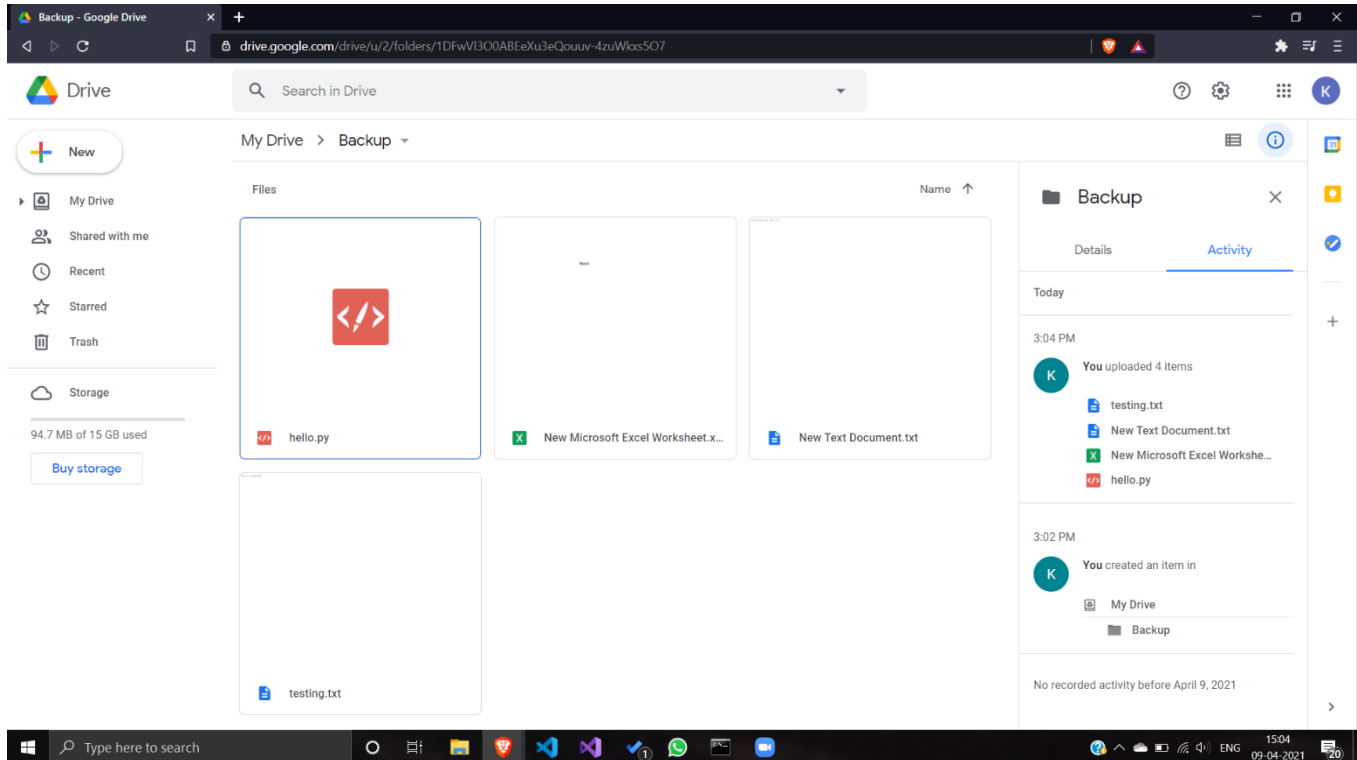 Backup - Google Drive
drive.google.com/drive/u/2/folders/1DFwVI3O0ABEeXu3eQouuv-4zuWkxs5O7
Drive
Search in Drive
K
New
My Drive > Backup
31
My Drive
Shared with me
Recent
Starred
Trash
Storage
94.7 MB of 15 GB used
Buy storage
Files
Name
hello.py
New Microsoft Excel Worksheet.x...
New Text Document.txt
testing.txt
Backup
Details
Activity
Today
3:04 PM
K
You uploaded 4 items
testing.txt
New Text Document.txt
New Microsoft Excel Workshe...
hello.py
3:02 PM
K
You created an item in
My Drive
Backup
No recorded activity before April 9, 2021
Type here to search
1
ENG
15:04
09-04-2021
20